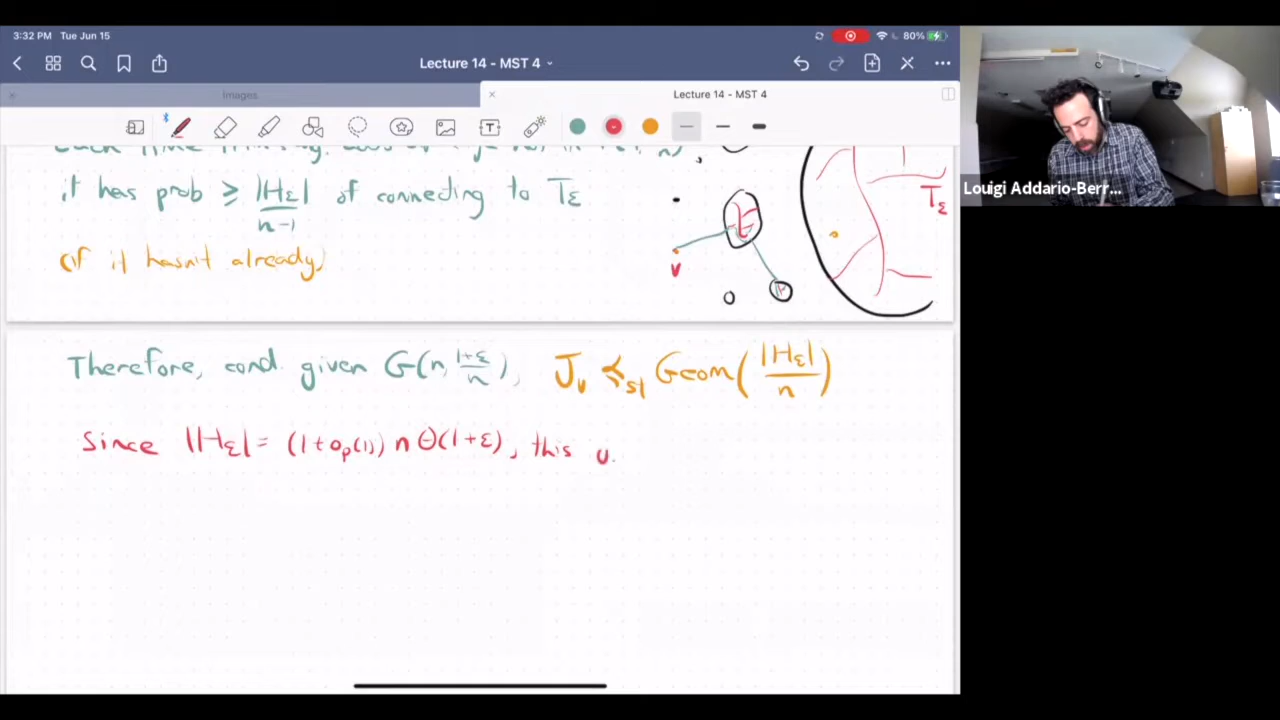 3:32 PM Tue Jun 15
80%
Lecture 14 - MST 4
Images
Lecture 14 - MST 4
it has prob ≥ |H_ε|/(n-1) of connecting to T_ε
(if it hasn't already)
T_ε
v
Therefore, cond. given G(n, (1+ε)/n), J_v ≼_st Geom(|H_ε|/n)
Since |H_ε| = (1+o_p(1)) n Θ(1+ε), this
Louigi Addario-Berr...